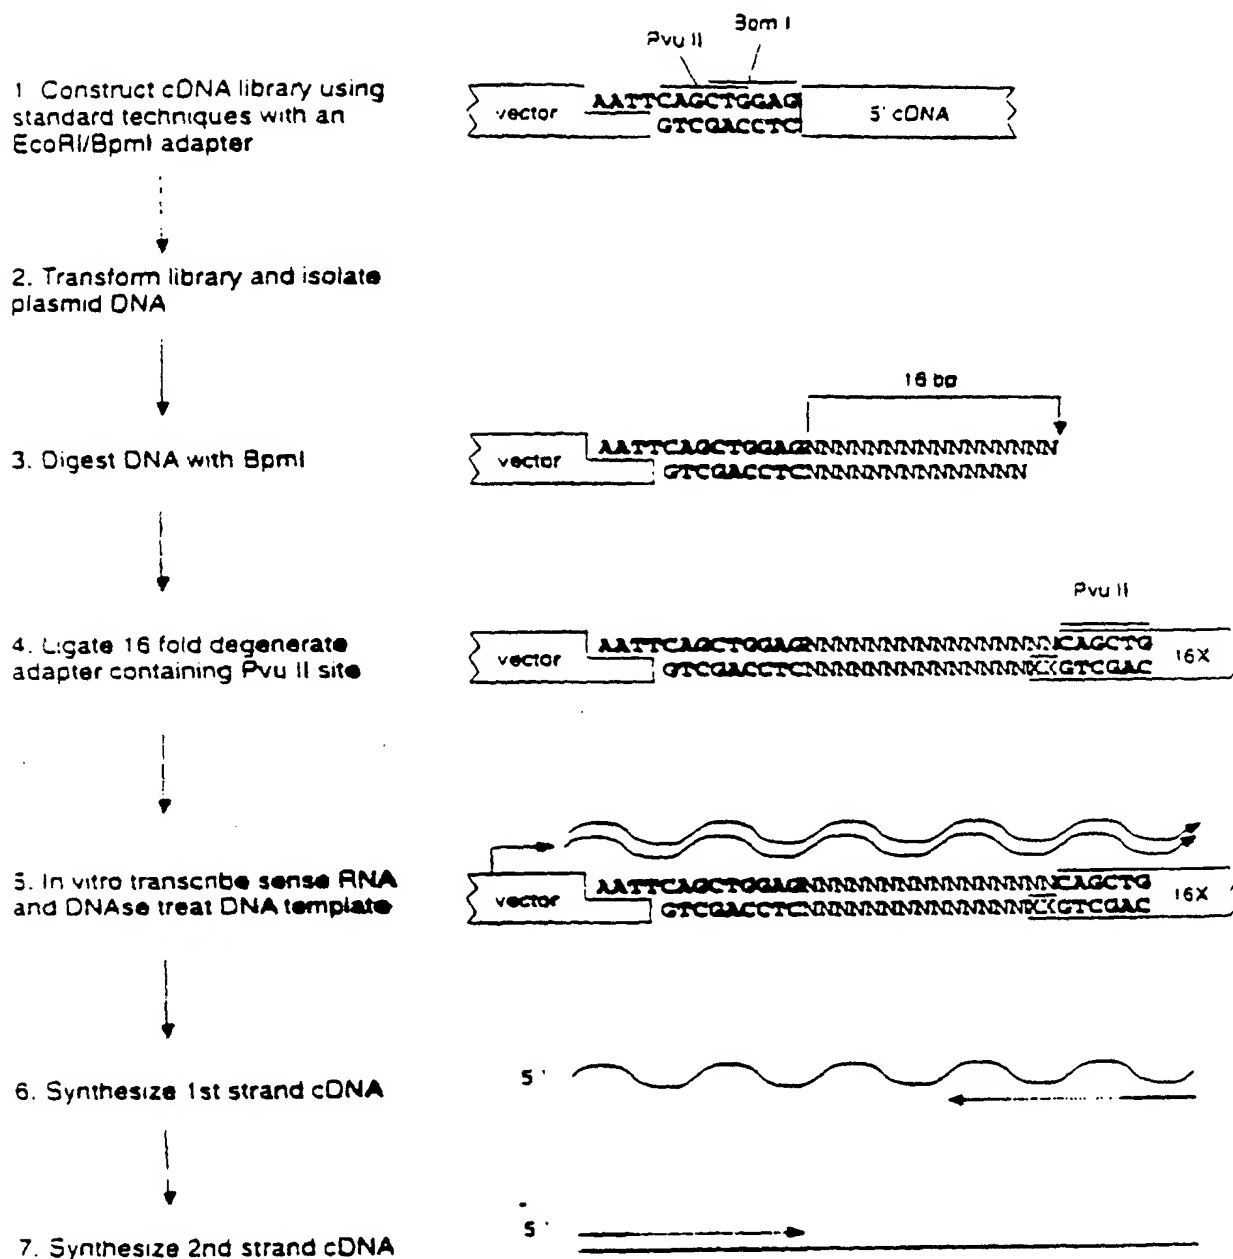 Pvu II
Bpm I
1 Construct cDNA library using
standard techniques with an
EcoRI/BpmI adapter
vector
AATTCAGCTGGAG
GTCGACCTC
5' cDNA
2. Transform library and isolate
plasmid DNA
16 bp
3. Digest DNA with BpmI
vector
AATTCAGCTGGAGNNNNNNNNNNNNNNNN
GTCGACCTCNNNNNNNNNNNNNN
Pvu II
4. Ligate 16 fold degenerate
adapter containing Pvu II site
vector
AATTCAGCTGGAGNNNNNNNNNNNNNNNNCAGCTG
GTCGACCTCNNNNNNNNNNNNNNXXGTCGAC
16X
5. In vitro transcribe sense RNA
and DNAse treat DNA template
vector
AATTCAGCTGGAGNNNNNNNNNNNNNNNNCAGCTG
GTCGACCTCNNNNNNNNNNNNNNXXGTCGAC
16X
6. Synthesize 1st strand cDNA
5'
7. Synthesize 2nd strand cDNA
5'